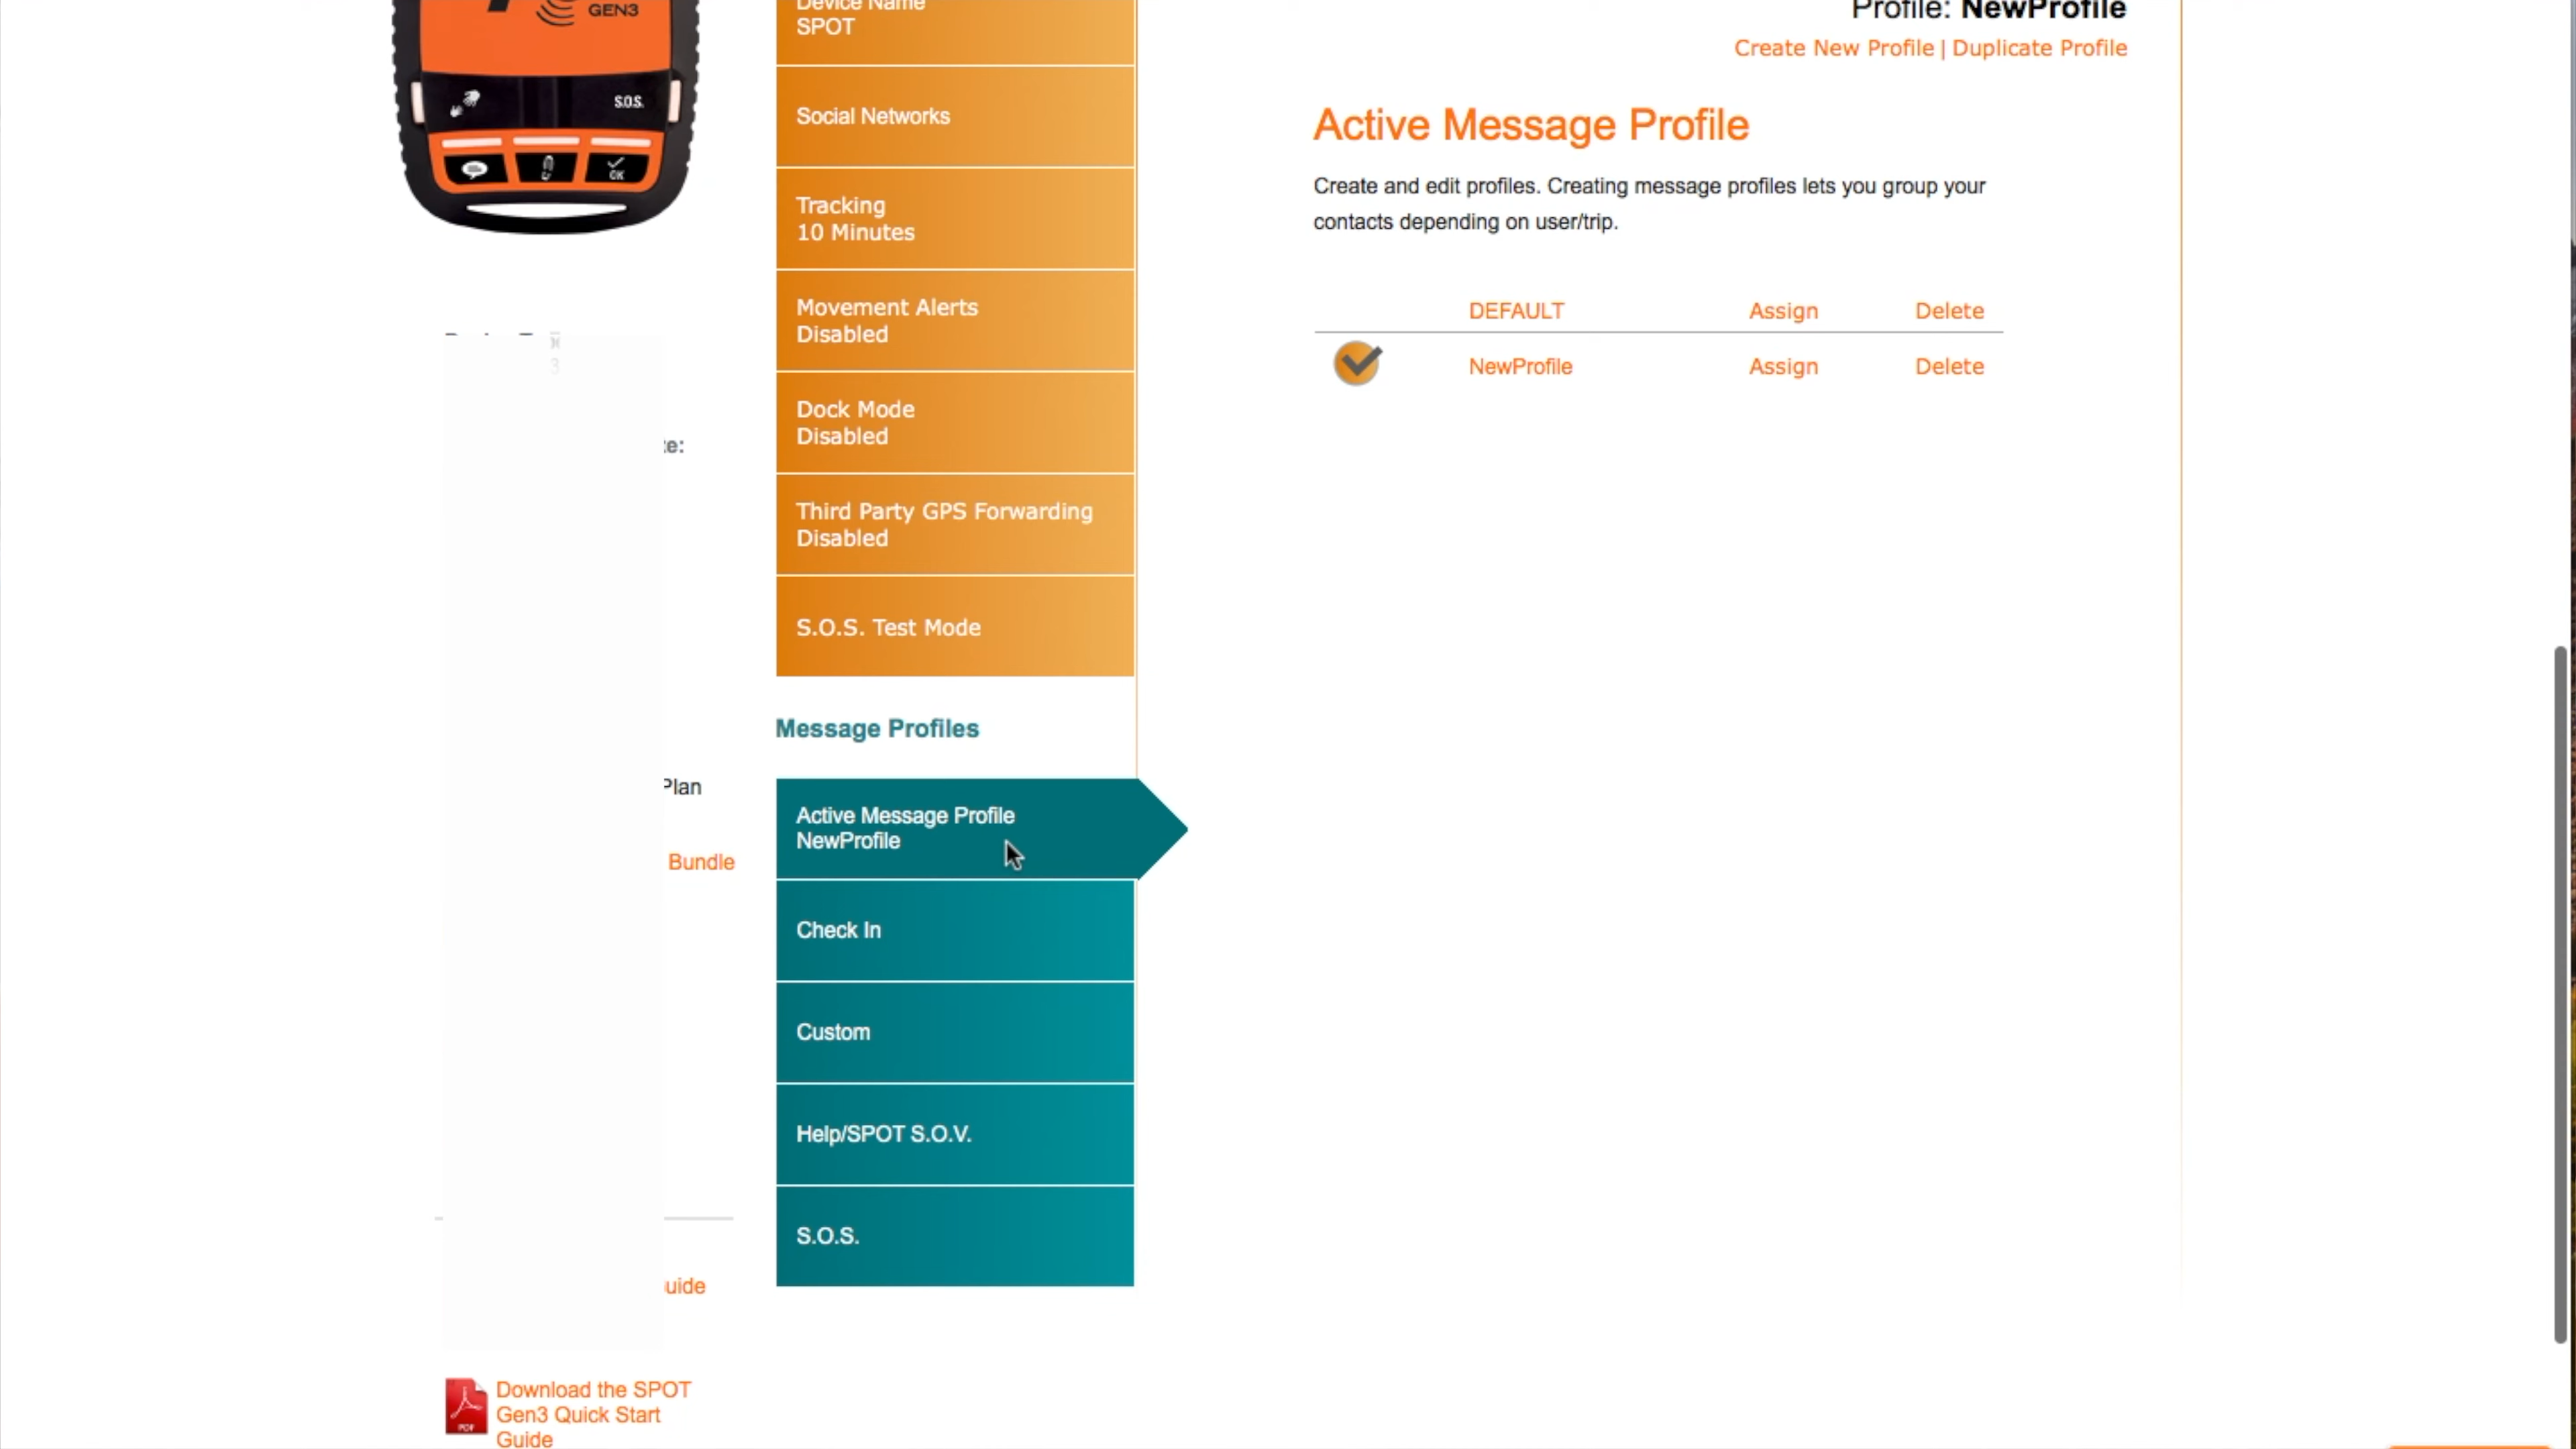 GEN3
S.O.S.
OK
Plan
Bundle
Download the SPOT
Gen3 Quick Start
Guide
PDF
Device Name
SPOT
Social Networks
Tracking
10 Minutes
Movement Alerts
Disabled
Dock Mode
Disabled
Third Party GPS Forwarding
Disabled
S.O.S. Test Mode
Message Profiles
Active Message Profile
NewProfile
Check In
Custom
Help/SPOT S.O.V.
S.O.S.
Profile: NewProfile
Create New Profile | Duplicate Profile
Active Message Profile
Create and edit profiles. Creating message profiles lets you group your
contacts depending on user/trip.
DEFAULT Assign Delete
NewProfile Assign Delete